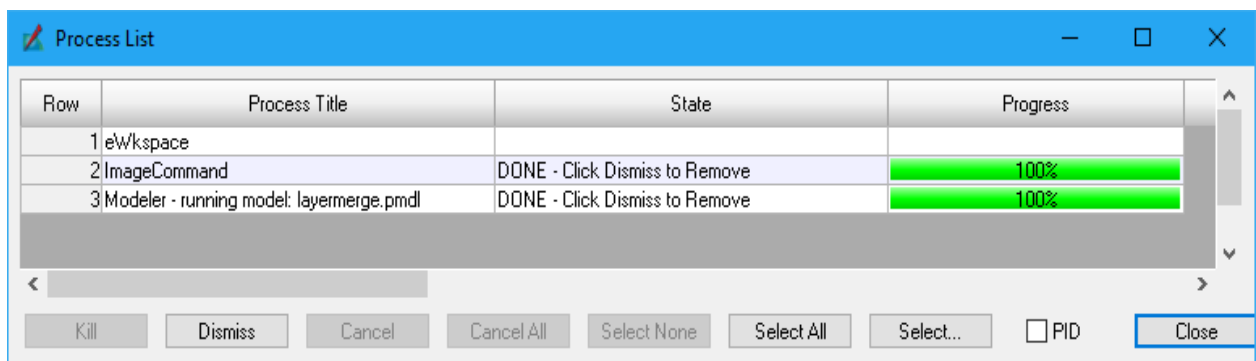 Process List
Row Process Title State Progress
1 eWkspace
2 ImageCommand DONE - Click Dismiss to Remove 100%
3 Modeler - running model: layermerge.pmdl DONE - Click Dismiss to Remove 100%
Kill Dismiss Cancel Cancel All Select None Select All Select... PID Close